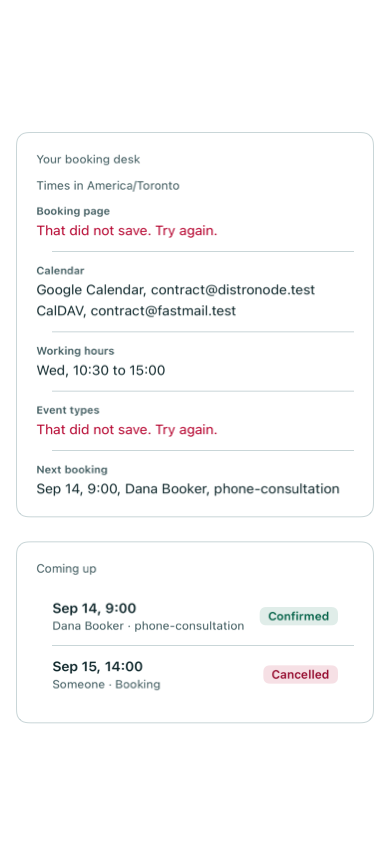 Your booking desk
Times in America/Toronto
Booking page
That did not save. Try again.
Calendar
Google Calendar, contract@distronode.test
CalDAV, contract@fastmail.test
Working hours
Wed, 10:30 to 15:00
Event types
That did not save. Try again.
Next booking
Sep 14, 9:00, Dana Booker, phone-consultation
Coming up
Sep 14, 9:00
Dana Booker · phone-consultation
Confirmed
Sep 15, 14:00
Someone · Booking
Cancelled